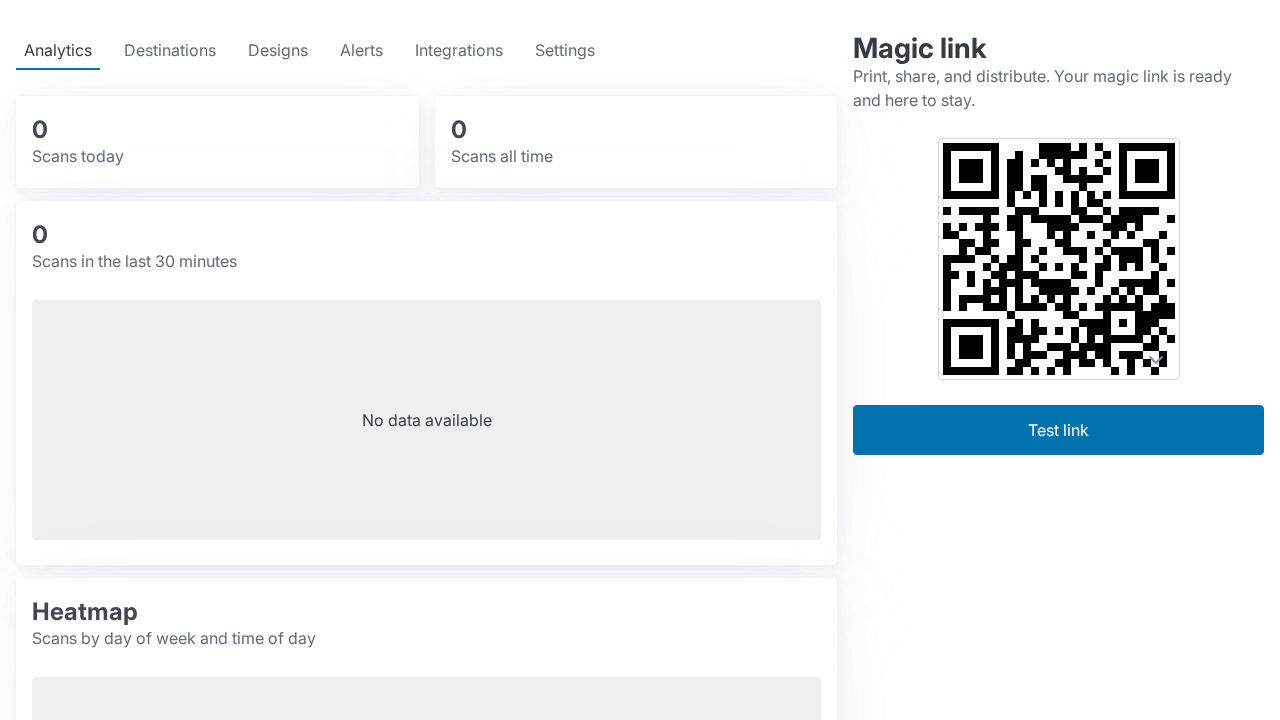 Analytics
Destinations
Designs
Alerts
Integrations
Settings
0
Scans today
0
Scans all time
0
Scans in the last 30 minutes
No data available
Heatmap
Scans by day of week and time of day
Magic link
Print, share, and distribute. Your magic link is ready
and here to stay.
Test link